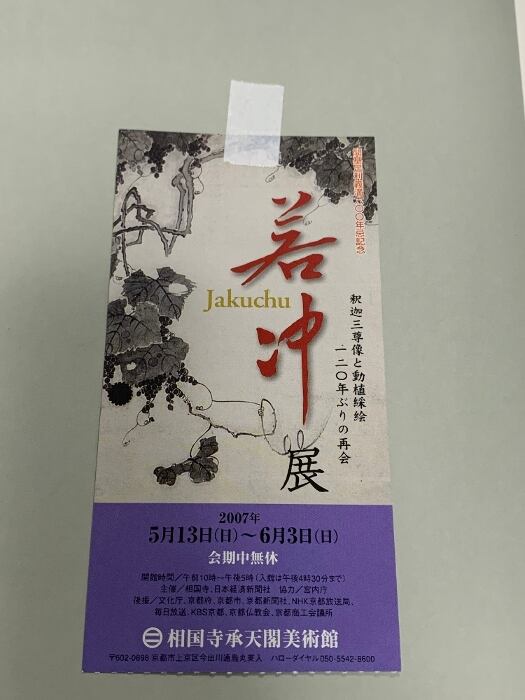 開基足利義満六〇〇年忌記念
若冲
Jakuchu
展
釈迦三尊像と動植綵絵
一二〇年ぶりの再会
2007年
5月13日(日)~6月3日(日)
会期中無休
開館時間/午前10時~午後5時(入館は午後4時30分まで)
主催/相国寺、日本経済新聞社 協力/宮内庁
後援/文化庁、京都府、京都市、京都新聞社、NHK京都放送局、
毎日放送、KBS京都、京都仏教会、京都商工会議所
相国寺承天閣美術館
〒602-0898 京都市上京区今出川通烏丸東入 ハローダイヤル 050-5542-8600